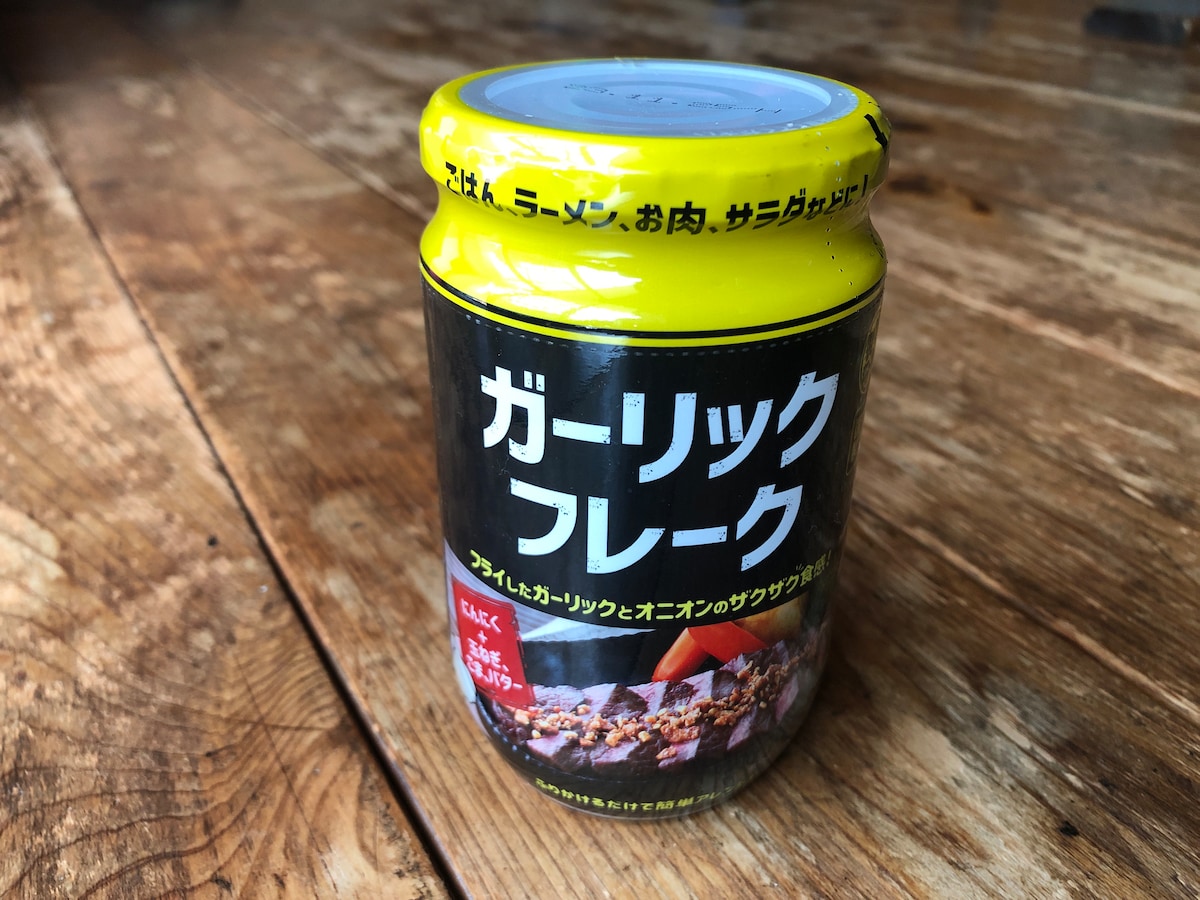 ごはん、ラーメン、お肉、サラダなどに!
ガーリック
フレーク
フライしたガーリックとオニオンのザクザク食感!
にんにく
+
玉ねぎ、
ごま、バター
ふりかけるだけで簡単アレ